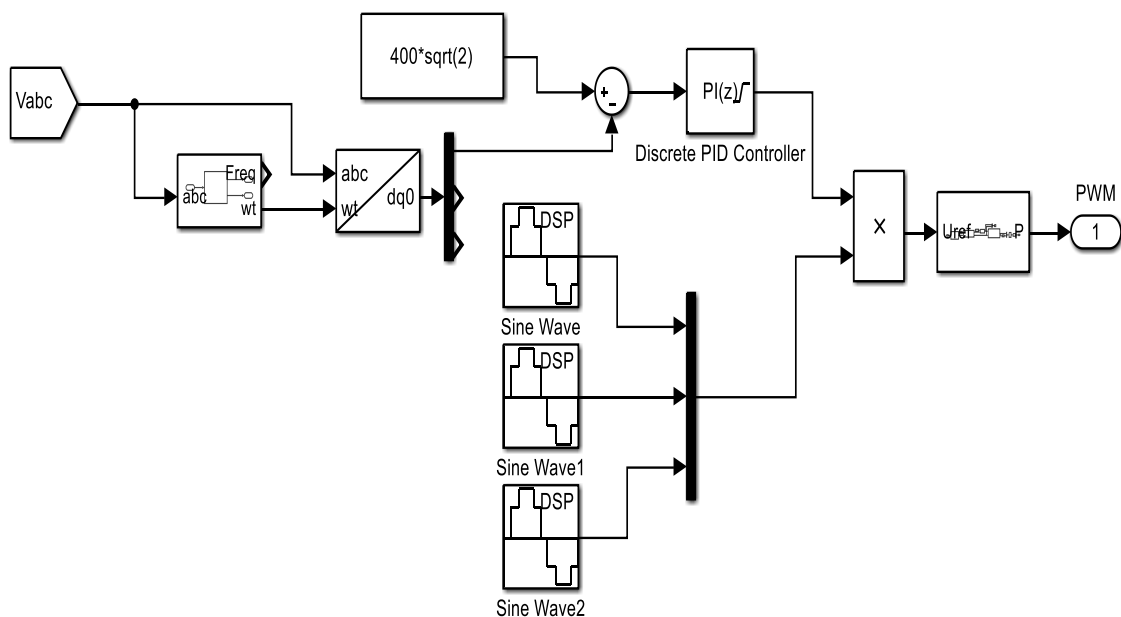 400*sqrt(2)
Vabc
+
-
PI(z)
Discrete PID Controller
abc
Freq
wt
abc
wt
dq0
DSP
Sine Wave
DSP
Sine Wave1
DSP
Sine Wave2
×
Uref
P
PWM
1